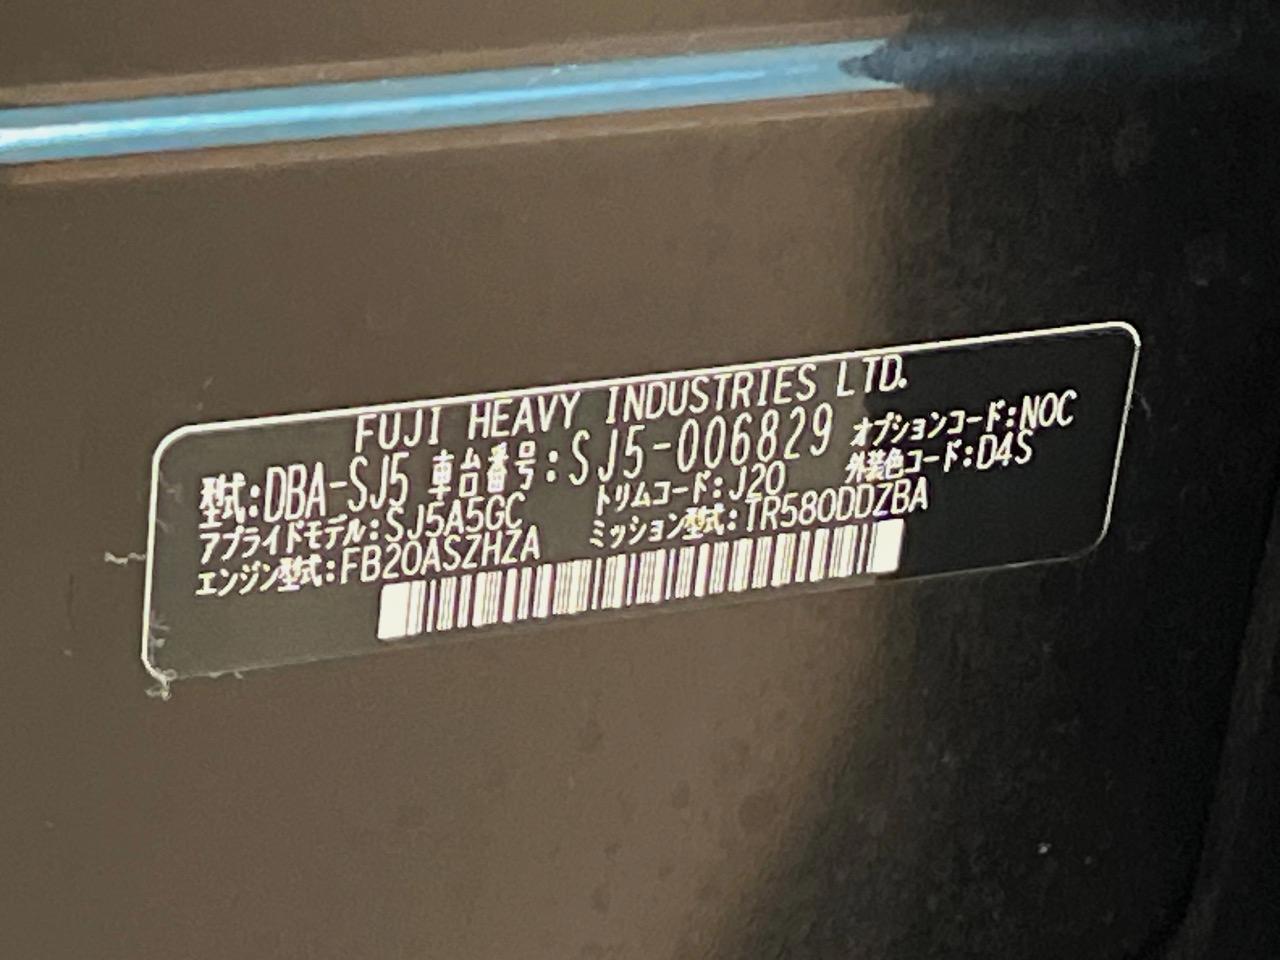 FUJI HEAVY INDUSTRIES LTD.
型式:DBA-SJ5 車台番号:SJ5-006829 オプションコード:NOC
アプライドモデル:SJ5A5GC トリムコード:J20 外装色コード:D4S
エンジン型式:FB20ASZHZA ミッション型式:TR580DDZBA